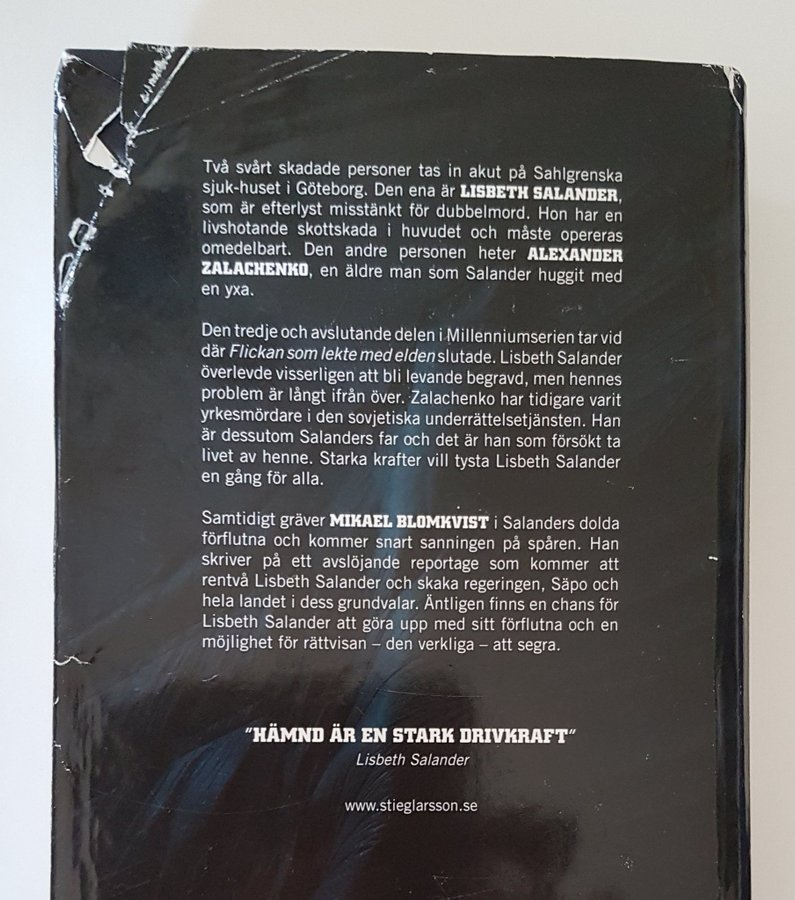 Två svårt skadade personer tas in akut på Sahlgrenska
sjuk-huset i Göteborg. Den ena är LISBETH SALANDER,
som är efterlyst misstänkt för dubbelmord. Hon har en
livshotande skottskada i huvudet och måste opereras
omedelbart. Den andre personen heter ALEXANDER
ZALACHENKO, en äldre man som Salander huggit med
en yxa.
Den tredje och avslutande delen i Millenniumserien tar vid
där Flickan som lekte med elden slutade. Lisbeth Salander
överlevde visserligen att bli levande begravd, men hennes
problem är långt ifrån över. Zalachenko har tidigare varit
yrkesmördare i den sovjetiska underrättelsetjänsten. Han
är dessutom Salanders far och det är han som försökt ta
livet av henne. Starka krafter vill tysta Lisbeth Salander
en gång för alla.
Samtidigt gräver MIKAEL BLOMKVIST i Salanders dolda
förflutna och kommer snart sanningen på spåren. Han
skriver på ett avslöjande reportage som kommer att
rentvå Lisbeth Salander och skaka regeringen, Säpo och
hela landet i dess grundvalar. Äntligen finns en chans för
Lisbeth Salander att göra upp med sitt förflutna och en
möjlighet för rättvisan – den verkliga – att segra.
"HÄMND ÄR EN STARK DRIVKRAFT"
Lisbeth Salander
www.stieglarsson.se